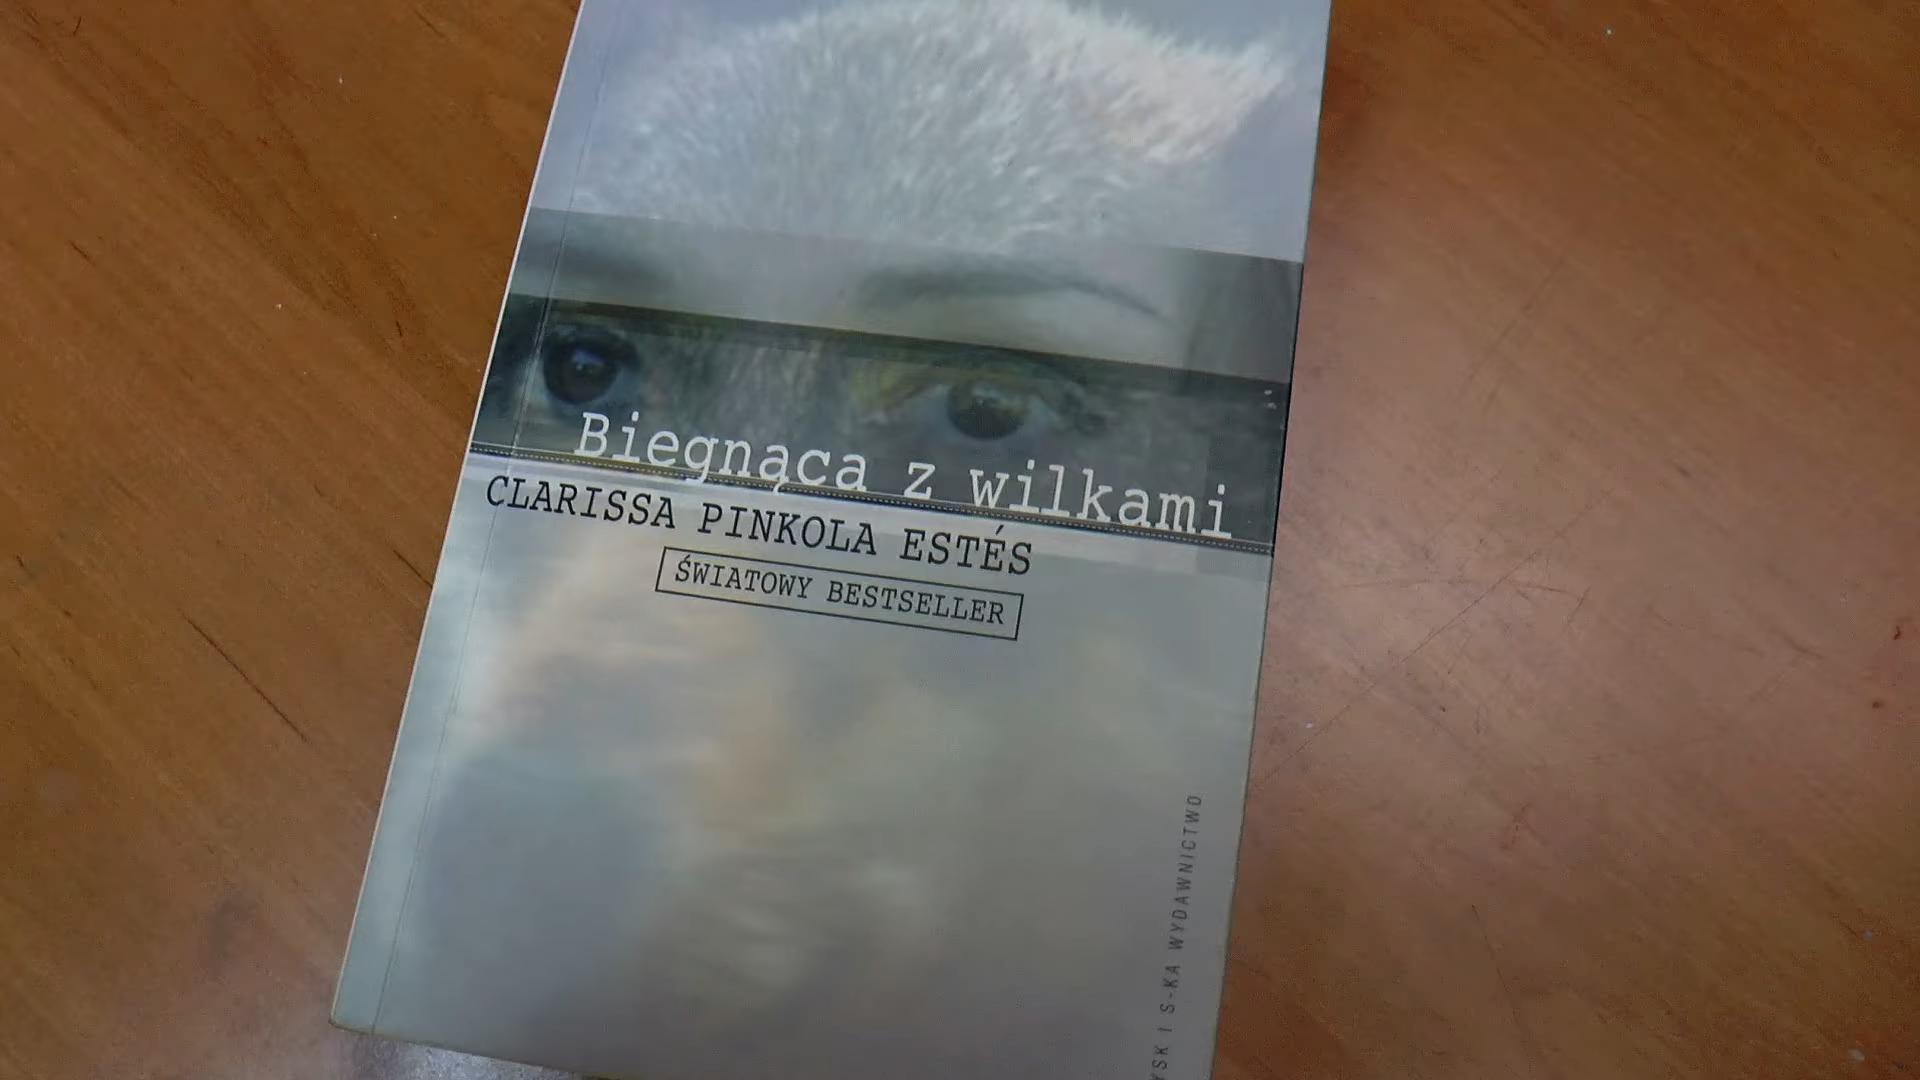 Biegnąca z wilkami
CLARISSA PINKOLA ESTÉS
ŚWIATOWY BESTSELLER
I S-KA WYDAWNICTWO